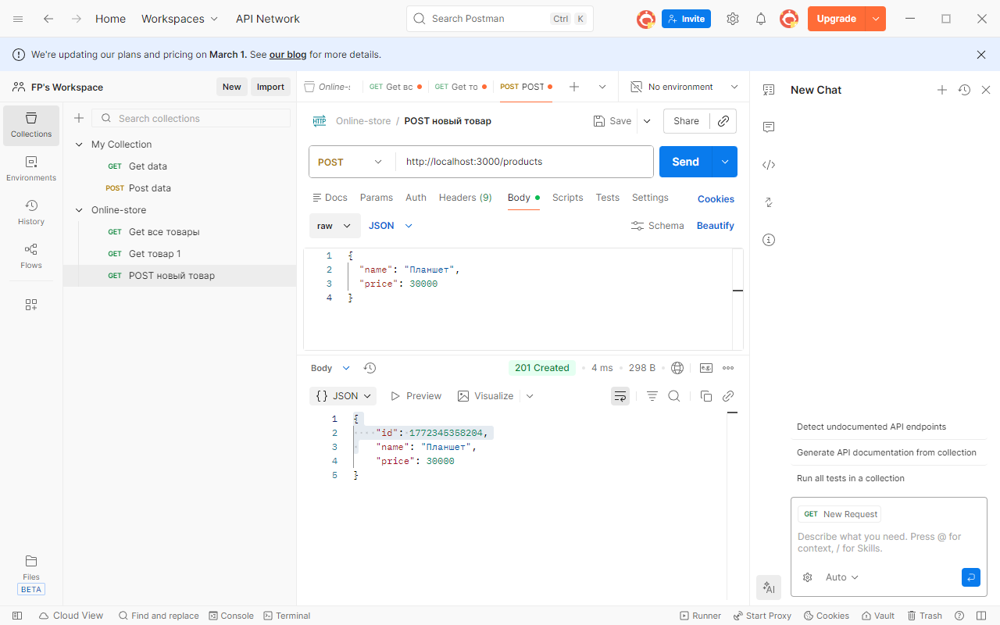 Home Workspaces API Network Search Postman Ctrl K Invite Upgrade
We're updating our plans and pricing on March 1. See our blog for more details.
FP's Workspace New Import
Online-s GET Get вс GET Get то POST POST No environment
New Chat
Collections
Environments
History
Flows
Files
BETA
Search collections
My Collection
GET Get data
POST Post data
Online-store
GET Get все товары
GET Get товар 1
GET POST новый товар
HTTP Online-store / POST новый товар Save Share
POST http://localhost:3000/products Send
Docs Params Auth Headers (9) Body Scripts Tests Settings Cookies
raw JSON Schema Beautify
1 {
2 "name": "Планшет",
3 "price": 30000
4 }
Body 201 Created 4 ms 298 B e.g.
{} JSON Preview Visualize
1 {
2 "id": 1772345358204,
3 "name": "Планшет",
4 "price": 30000
5 }
Detect undocumented API endpoints
Generate API documentation from collection
Run all tests in a collection
GET New Request
Describe what you need. Press @ for
context, / for Skills.
Auto
AI
Cloud View Find and replace Console Terminal Runner Start Proxy Cookies Vault Trash